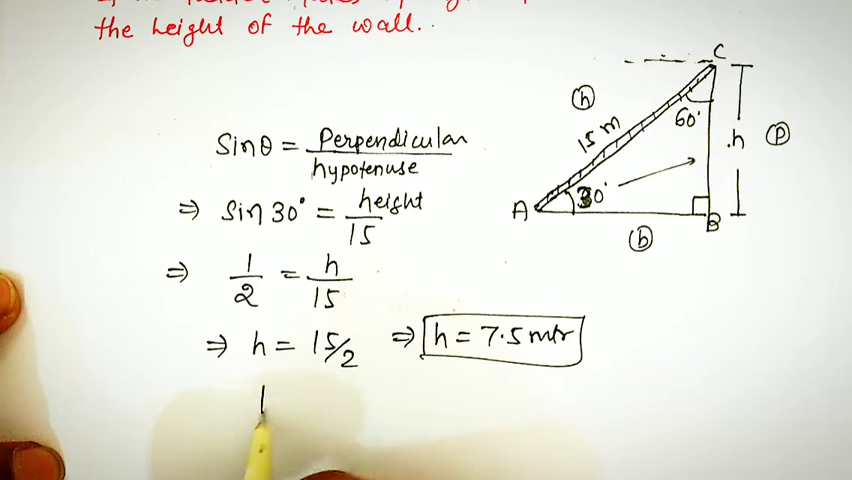 the height of the wall.
Sinθ = Perpendicular / hypotenuse
⇒ Sin 30° = height / 15
⇒ 1/2 = h/15
⇒ h = 15/2 ⇒ h = 7.5 mtr
C
h
60°
15 m
.h
P
A
30°
B
b